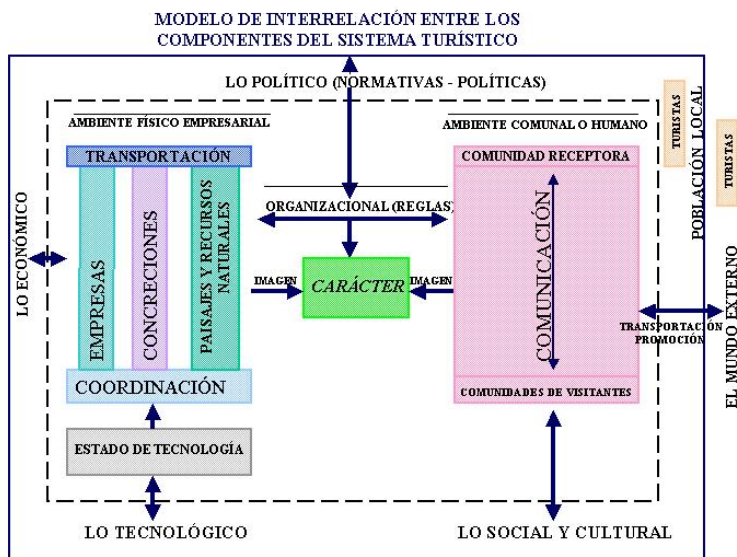 MODELO DE INTERRELACIÓN ENTRE LOS
COMPONENTES DEL SISTEMA TURÍSTICO
LO POLÍTICO (NORMATIVAS - POLÍTICAS)
AMBIENTE FÍSICO EMPRESARIAL
AMBIENTE COMUNAL O HUMANO
TURISTAS
TURISTAS
POBLACIÓN LOCAL
TRANSPORTACIÓN
COMUNIDAD RECEPTORA
LO ECONÓMICO
EMPRESAS
CONCRECIONES
PAISAJES Y RECURSOS
NATURALES
ORGANIZACIONAL (REGLAS)
IMAGEN
CARÁCTER
IMAGEN
COMUNICACIÓN
TRANSPORTACIÓN
PROMOCIÓN
EL MUNDO EXTERNO
COORDINACIÓN
COMUNIDADES DE VISITANTES
ESTADO DE TECNOLOGÍA
LO TECNOLÓGICO
LO SOCIAL Y CULTURAL